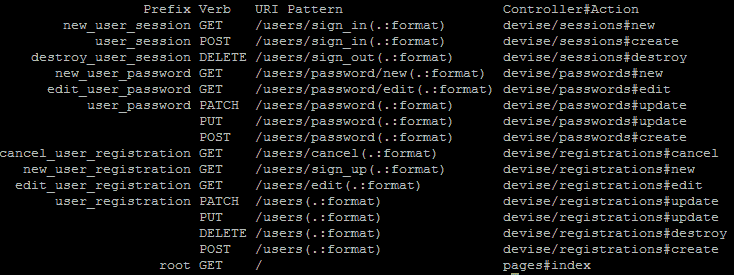 Prefix Verb URI Pattern Controller#Action
new_user_session GET /users/sign_in(.:format) devise/sessions#new
user_session POST /users/sign_in(.:format) devise/sessions#create
destroy_user_session DELETE /users/sign_out(.:format) devise/sessions#destroy
new_user_password GET /users/password/new(.:format) devise/passwords#new
edit_user_password GET /users/password/edit(.:format) devise/passwords#edit
user_password PATCH /users/password(.:format) devise/passwords#update
PUT /users/password(.:format) devise/passwords#update
POST /users/password(.:format) devise/passwords#create
cancel_user_registration GET /users/cancel(.:format) devise/registrations#cancel
new_user_registration GET /users/sign_up(.:format) devise/registrations#new
edit_user_registration GET /users/edit(.:format) devise/registrations#edit
user_registration PATCH /users(.:format) devise/registrations#update
PUT /users(.:format) devise/registrations#update
DELETE /users(.:format) devise/registrations#destroy
POST /users(.:format) devise/registrations#create
root GET / pages#index